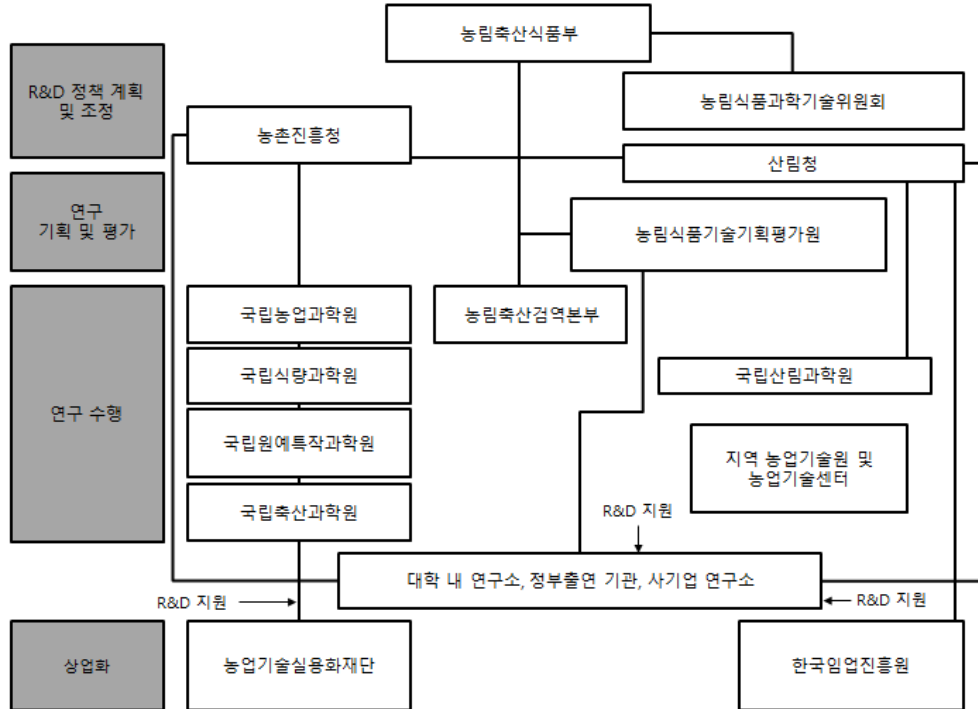 농림축산식품부
R&D 정책 계획
및 조정
농림식품과학기술위원회
농촌진흥청
산림청
연구
기획 및 평가
농림식품기술기획평가원
국립농업과학원
농림축산검역본부
국립식량과학원
국립산림과학원
연구 수행
국립원예특작과학원
지역 농업기술원 및
농업기술센터
국립축산과학원
R&D 지원
대학 내 연구소, 정부출연 기관, 사기업 연구소
R&D 지원
R&D 지원
상업화
농업기술실용화재단
한국임업진흥원